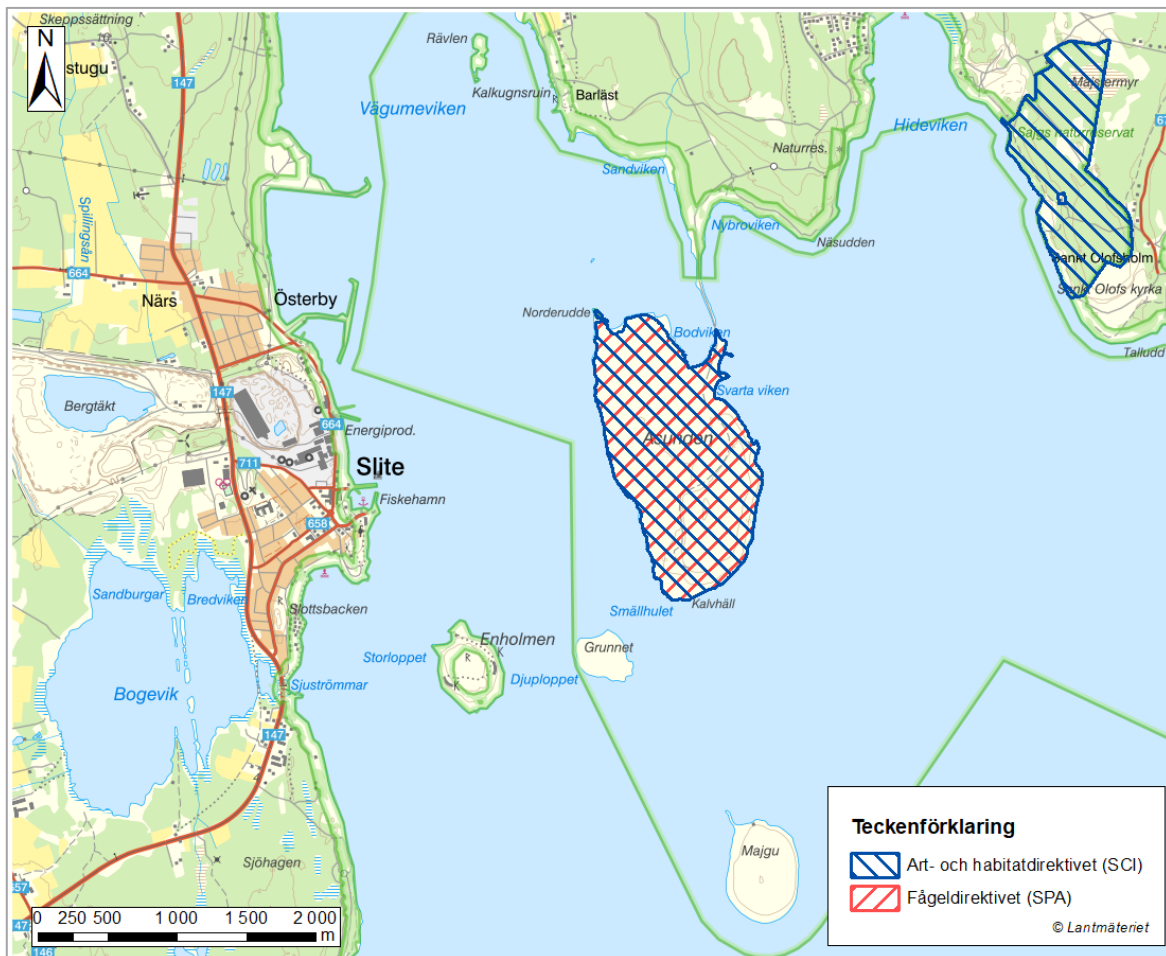 Skeppssättning
N
stugu
147
Rävlen
Kalkugnsruin
Barläst
Vägumeviken
Hideviken
Majstermyr
Sajgs naturreservat
Naturres.
Sandviken
Nybroviken
Näsudden
Sankt Olofsholm
Sankt Olofs kyrka
Talludd
Spillingsån
664
Närs
Österby
Norderudde
Bodviken
Svarta viken
Asunden
Bergtäkt
147
664
Energiprod.
711
Slite
Fiskehamn
658
Sandburgar
Bredviken
Slottsbacken
Smällhulet
Kalvhäll
Enholmen
Storloppet
Grunnet
Djuploppet
Sjuströmmar
Bogevik
147
Sjöhagen
Majgu
147
146
0 250 500 1 000 1 500 2 000
m
Teckenförklaring
Art- och habitatdirektivet (SCI)
Fågeldirektivet (SPA)
© Lantmäteriet